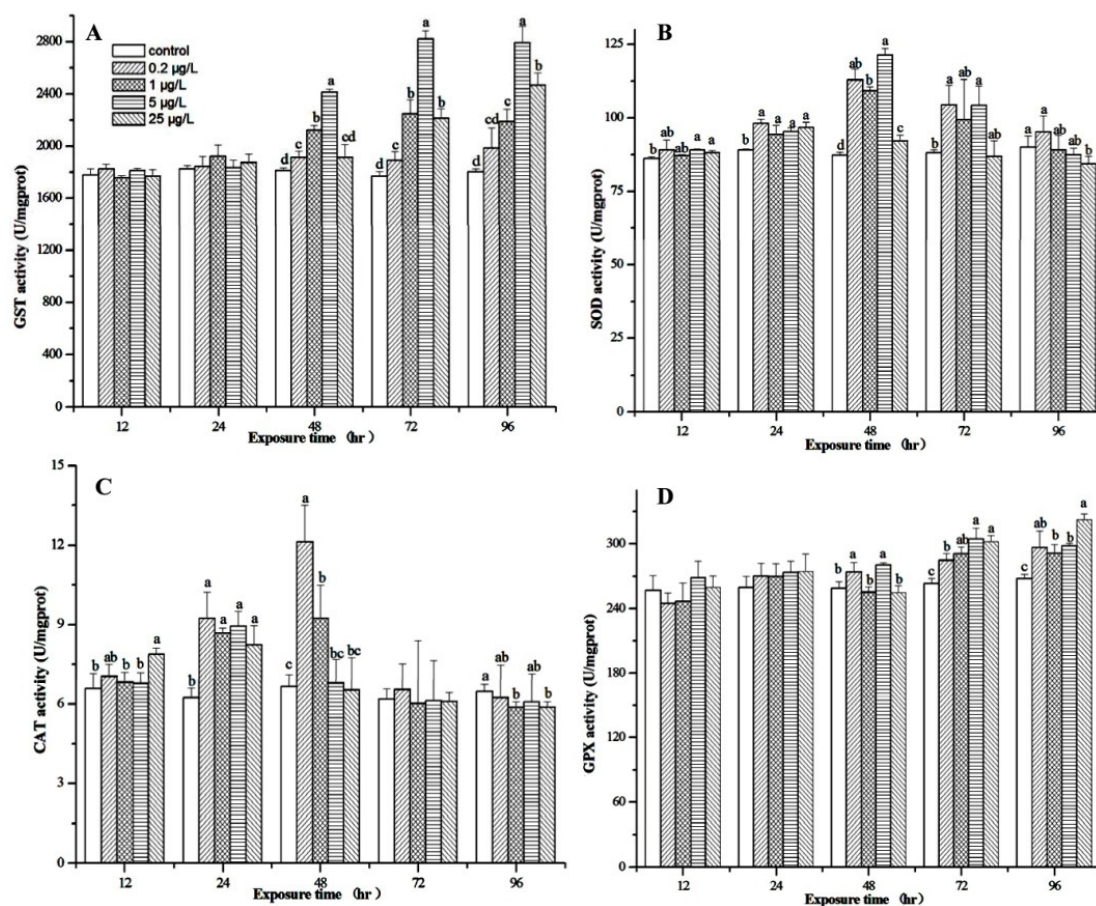 A
control
0.2 µg/L
1 µg/L
5 µg/L
25 µg/L
GST activity (U/mgprot)
2800
2400
2000
1600
1200
800
400
0
d c b a cd
d c b a b
d cd c a b
12 24 48 72 96
Exposure time (hr)
B
SOD activity (U/mgprot)
125
100
75
50
25
0
b ab ab a a
b a a a a
d ab b a c
b a ab a ab
a a ab ab b
12 24 48 72 96
Exposure time (hr)
C
CAT activity (U/mgprot)
15
12
9
6
3
0
b ab b b a
b a a a a
c a b bc bc
a ab b ab b
12 24 48 72 96
Exposure time (hr)
D
GPX activity (U/mgprot)
300
240
180
120
60
0
b a b a b
c b ab a a
c ab b b a
12 24 48 72 96
Exposure time (hr)